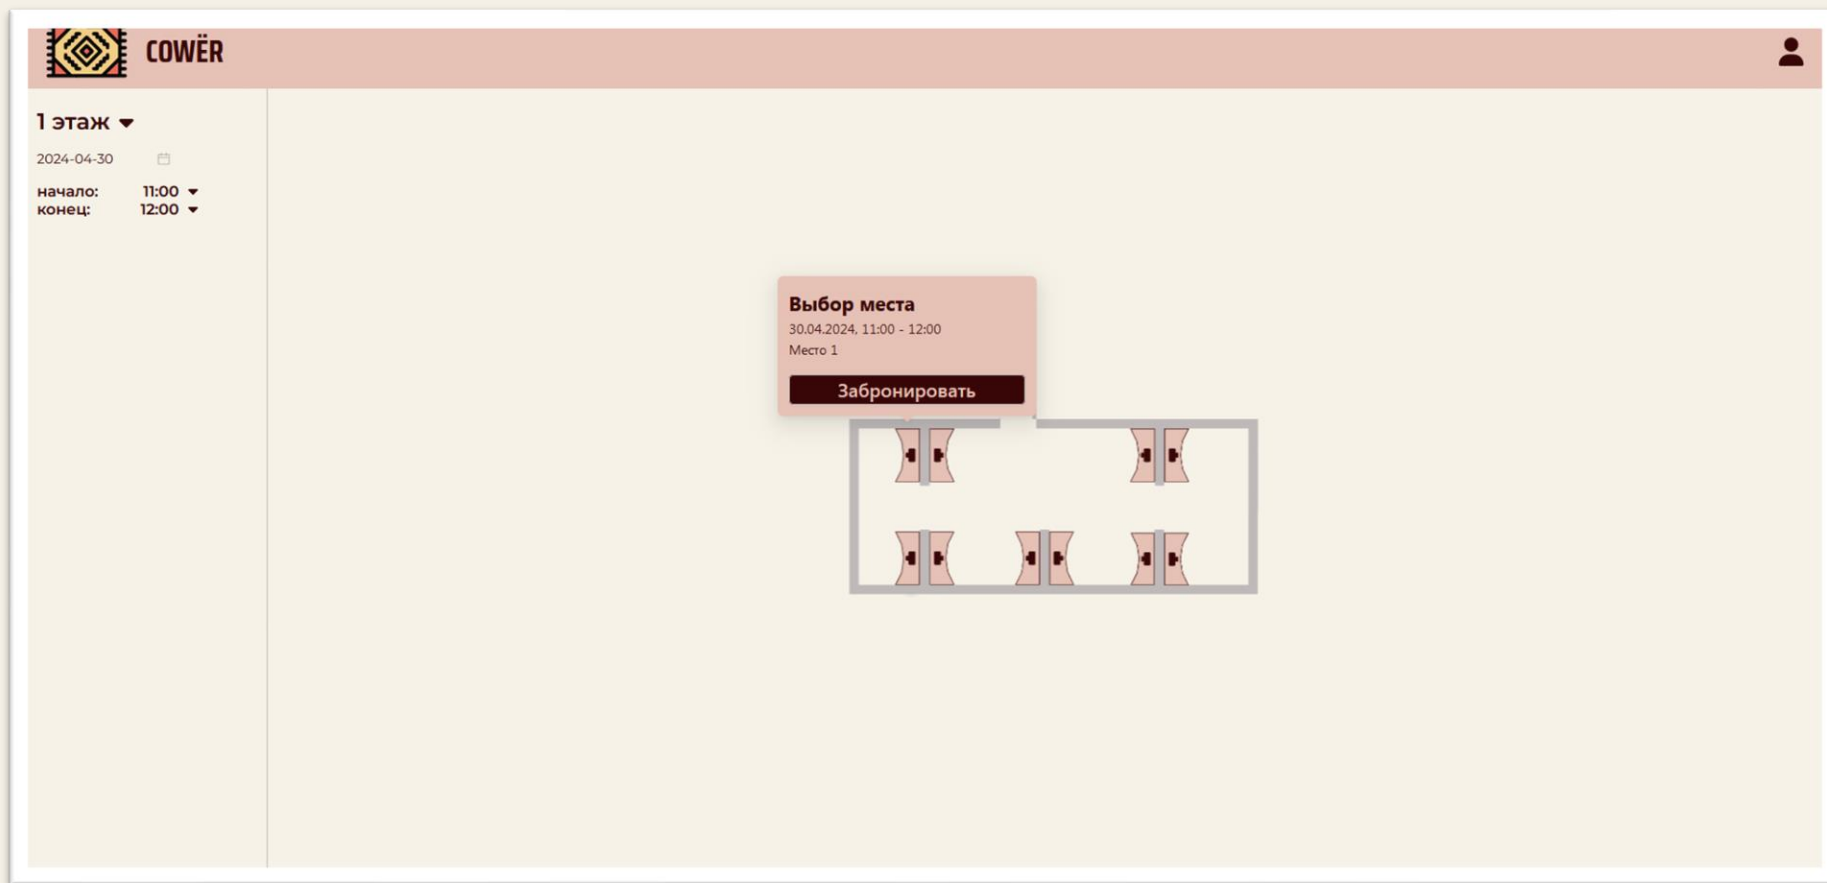 COWËR
1 этаж
2024-04-30
начало: 11:00
конец: 12:00
Выбор места
30.04.2024, 11:00 - 12:00
Место 1
Забронировать